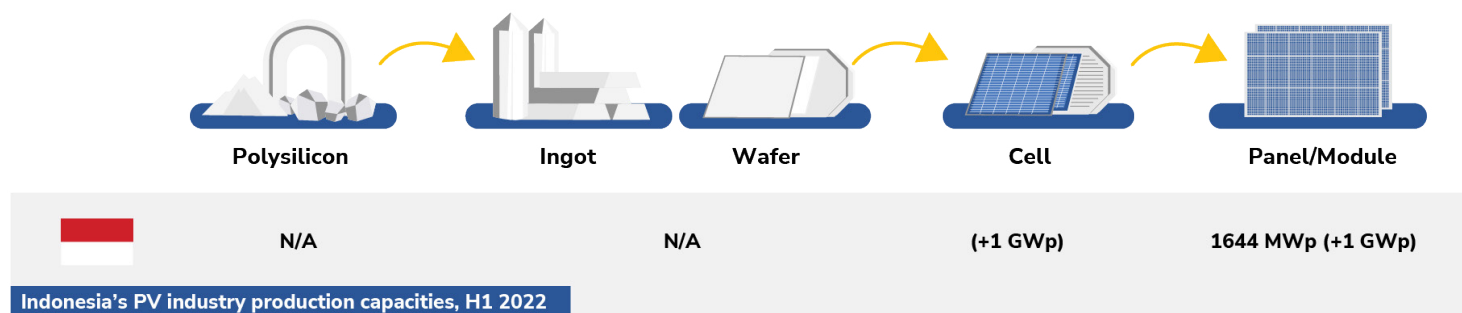 Polysilicon
Ingot
Wafer
Cell
Panel/Module
N/A
N/A
(+1 GWp)
1644 MWp (+1 GWp)
Indonesia’s PV industry production capacities, H1 2022